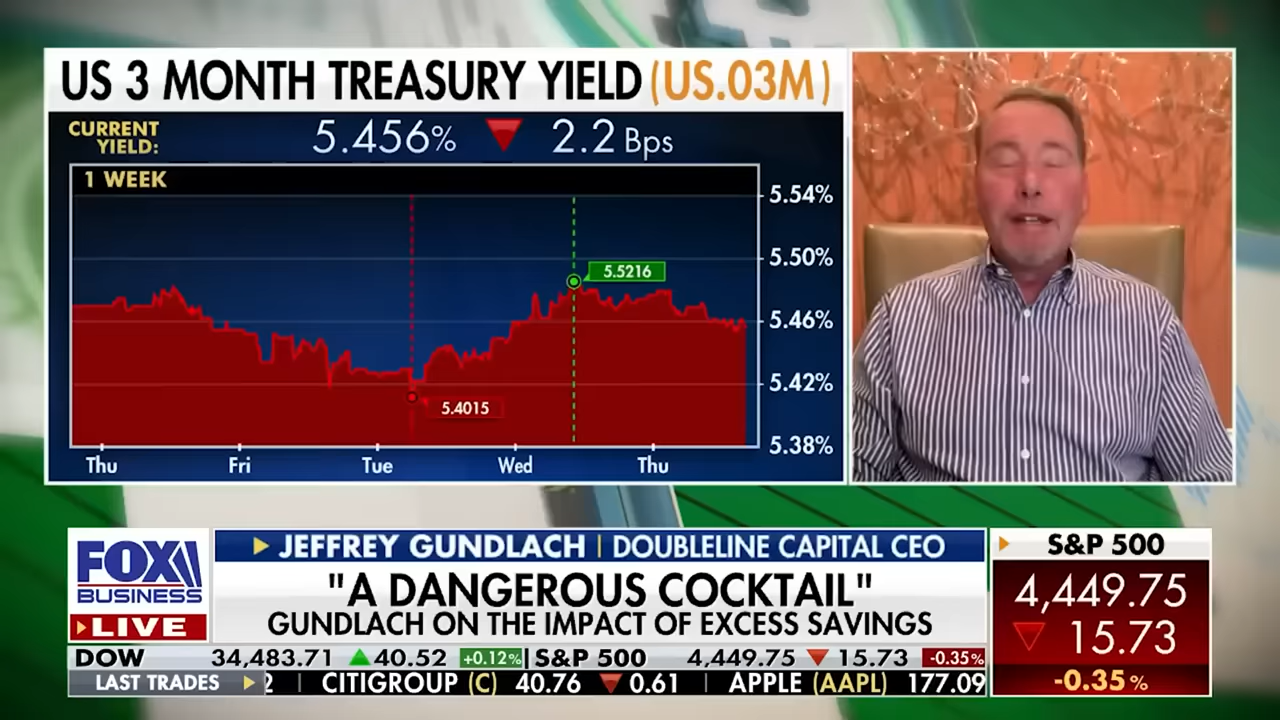 US 3 MONTH TREASURY YIELD (US.03M)
CURRENT YIELD: 5.456% ▼ 2.2 Bps
1 WEEK
5.54%
5.50%
5.5216
5.46%
5.42%
5.4015
5.38%
Thu Fri Tue Wed Thu
FOX BUSINESS
LIVE
JEFFREY GUNDLACH | DOUBLELINE CAPITAL CEO
"A DANGEROUS COCKTAIL"
GUNDLACH ON THE IMPACT OF EXCESS SAVINGS
S&P 500
4,449.75
▼ 15.73
-0.35%
DOW 34,483.71 ▲ 40.52 +0.12% | S&P 500 4,449.75 ▼ 15.73 -0.35%
LAST TRADES 2 | CITIGROUP (C) 40.76 ▼ 0.61 | APPLE (AAPL) 177.09